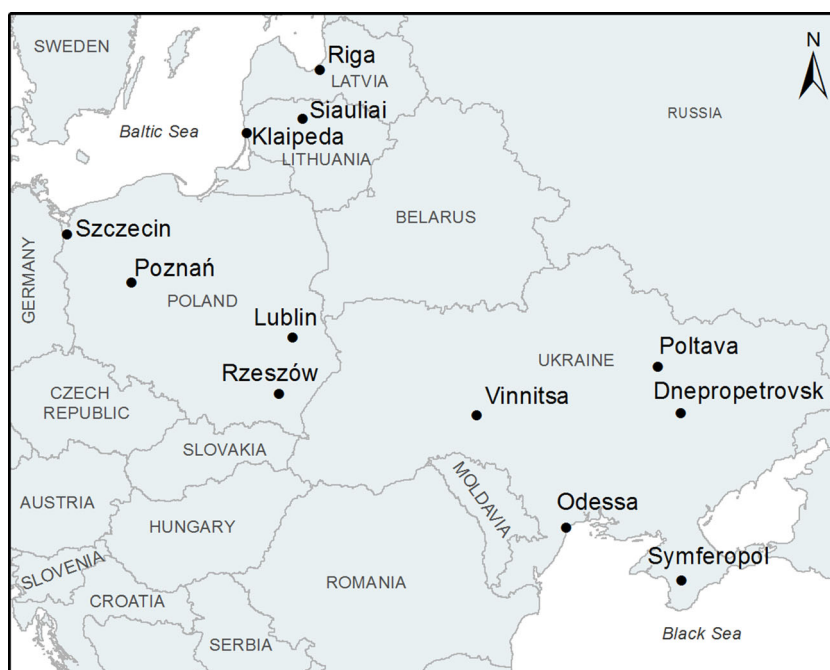 SWEDEN
N
Riga
LATVIA
Siauliai
RUSSIA
Baltic Sea
Klaipeda
LITHUANIA
BELARUS
Szczecin
GERMANY
Poznań
POLAND
Lublin
UKRAINE
Poltava
Rzeszów
Dnepropetrovsk
CZECH
REPUBLIC
Vinnitsa
SLOVAKIA
MOLDAVIA
AUSTRIA
Odessa
HUNGARY
Symferopol
SLOVENIA
ROMANIA
CROATIA
Black Sea
SERBIA